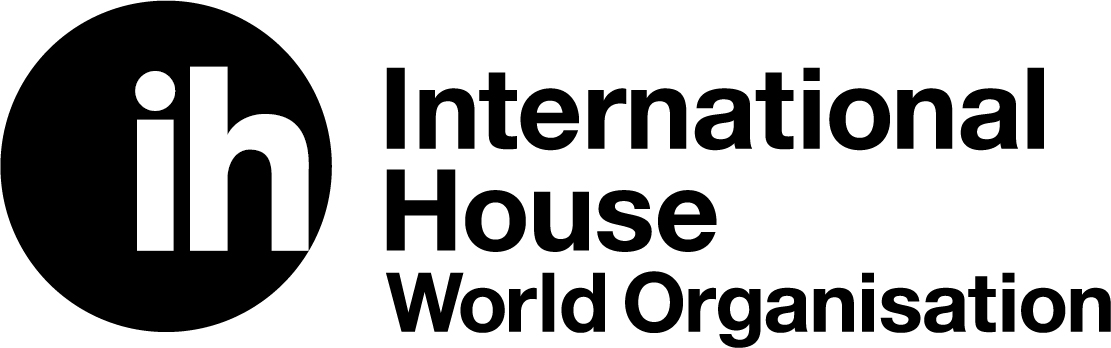 ih
International
House
World Organisation